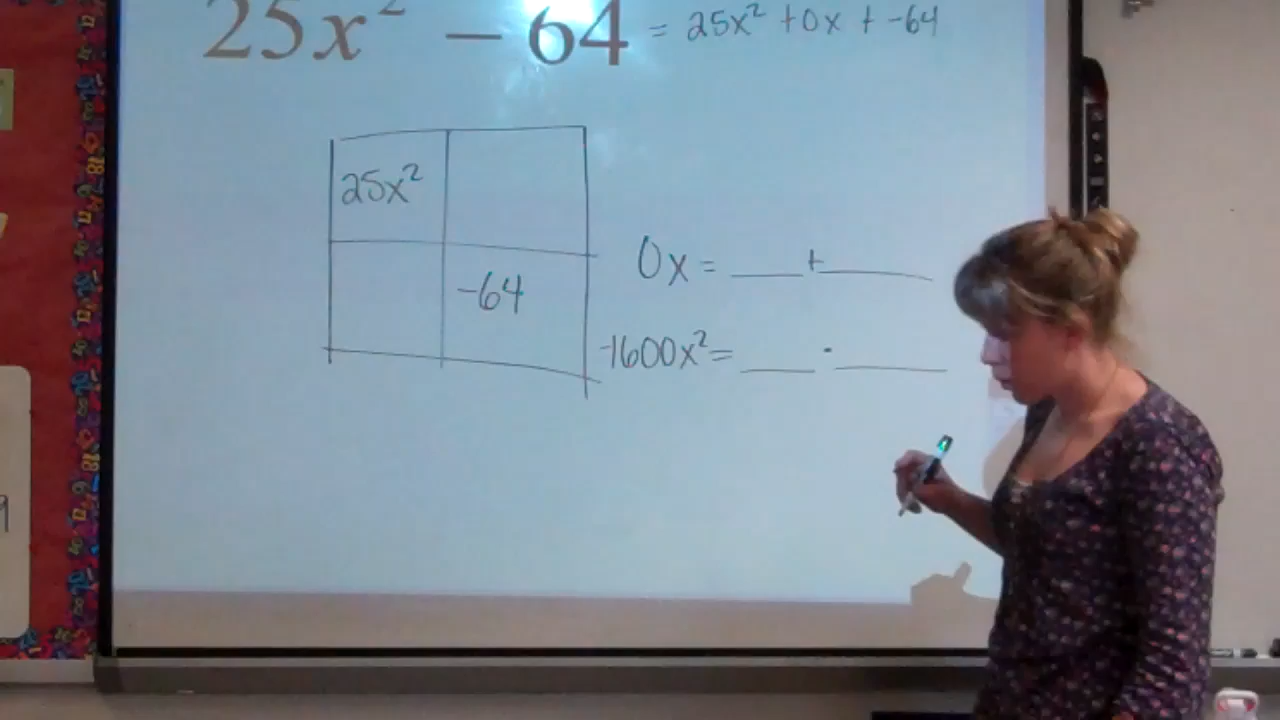 25x² – 64 = 25x² + 0x + -64
25x²
-64
0x = ___ + ___
-1600x² = ___ · ___